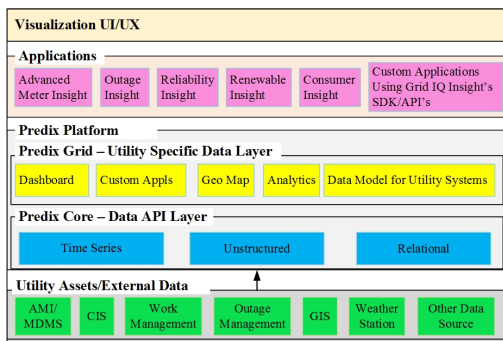 Visualization UI/UX
Applications
Advanced
Meter Insight
Outage
Insight
Reliability
Insight
Renewable
Insight
Consumer
Insight
Custom Applications
Using Grid IQ Insight's
SDK/API's
Predix Platform
Predix Grid – Utility Specific Data Layer
Dashboard
Custom Appls
Geo Map
Analytics
Data Model for Utility Systems
Predix Core – Data API Layer
Time Series
Unstructured
Relational
Utility Assets/External Data
AMI/
MDMS
CIS
Work
Management
Outage
Management
GIS
Weather
Station
Other Data
Source